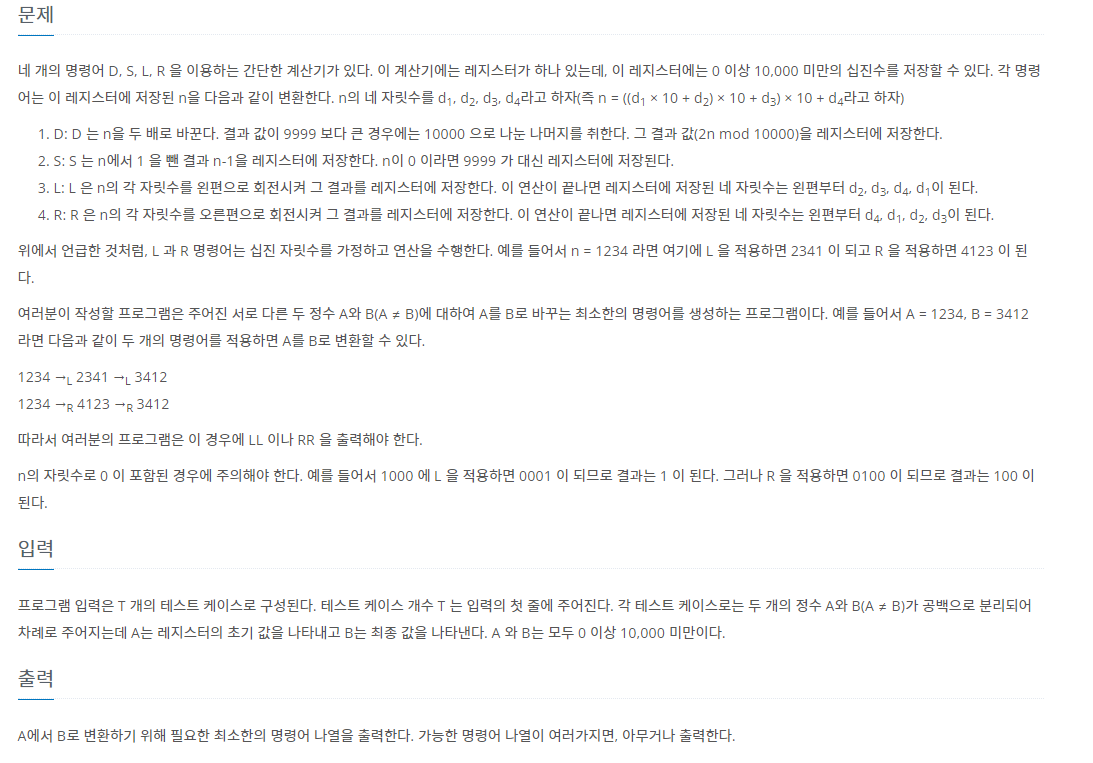 문제
네 개의 명령어 D, S, L, R 을 이용하는 간단한 계산기가 있다. 이 계산기에는 레지스터가 하나 있는데, 이 레지스터에는 0 이상 10,000 미만의 십진수를 저장할 수 있다. 각 명령
어는 이 레지스터에 저장된 n을 다음과 같이 변환한다. n의 네 자릿수를 d₁, d₂, d₃, d₄라고 하자(즉 n = ((d₁ × 10 + d₂) × 10 + d₃) × 10 + d₄라고 하자)
1. D: D 는 n을 두 배로 바꾼다. 결과 값이 9999 보다 큰 경우에는 10000 으로 나눈 나머지를 취한다. 그 결과 값(2n mod 10000)을 레지스터에 저장한다.
2. S: S 는 n에서 1 을 뺀 결과 n-1을 레지스터에 저장한다. n이 0 이라면 9999 가 대신 레지스터에 저장된다.
3. L: L 은 n의 각 자릿수를 왼편으로 회전시켜 그 결과를 레지스터에 저장한다. 이 연산이 끝나면 레지스터에 저장된 네 자릿수는 왼편부터 d₂, d₃, d₄, d₁이 된다.
4. R: R 은 n의 각 자릿수를 오른편으로 회전시켜 그 결과를 레지스터에 저장한다. 이 연산이 끝나면 레지스터에 저장된 네 자릿수는 왼편부터 d₄, d₁, d₂, d₃이 된다.
위에서 언급한 것처럼, L 과 R 명령어는 십진 자릿수를 가정하고 연산을 수행한다. 예를 들어서 n = 1234 라면 여기에 L 을 적용하면 2341 이 되고 R 을 적용하면 4123 이 된
다.
여러분이 작성할 프로그램은 주어진 서로 다른 두 정수 A와 B(A ≠ B)에 대하여 A를 B로 바꾸는 최소한의 명령어를 생성하는 프로그램이다. 예를 들어서 A = 1234, B = 3412
라면 다음과 같이 두 개의 명령어를 적용하면 A를 B로 변환할 수 있다.
1234 →L 2341 →L 3412
1234 →R 4123 →R 3412
따라서 여러분의 프로그램은 이 경우에 LL 이나 RR 을 출력해야 한다.
n의 자릿수로 0 이 포함된 경우에 주의해야 한다. 예를 들어서 1000 에 L 을 적용하면 0001 이 되므로 결과는 1 이 된다. 그러나 R 을 적용하면 0100 이 되므로 결과는 100 이
된다.
입력
프로그램 입력은 T 개의 테스트 케이스로 구성된다. 테스트 케이스 개수 T 는 입력의 첫 줄에 주어진다. 각 테스트 케이스로는 두 개의 정수 A와 B(A ≠ B)가 공백으로 분리되어
차례로 주어지는데 A는 레지스터의 초기 값을 나타내고 B는 최종 값을 나타낸다. A 와 B는 모두 0 이상 10,000 미만이다.
출력
A에서 B로 변환하기 위해 필요한 최소한의 명령어 나열을 출력한다. 가능한 명령어 나열이 여러가지면, 아무거나 출력한다.